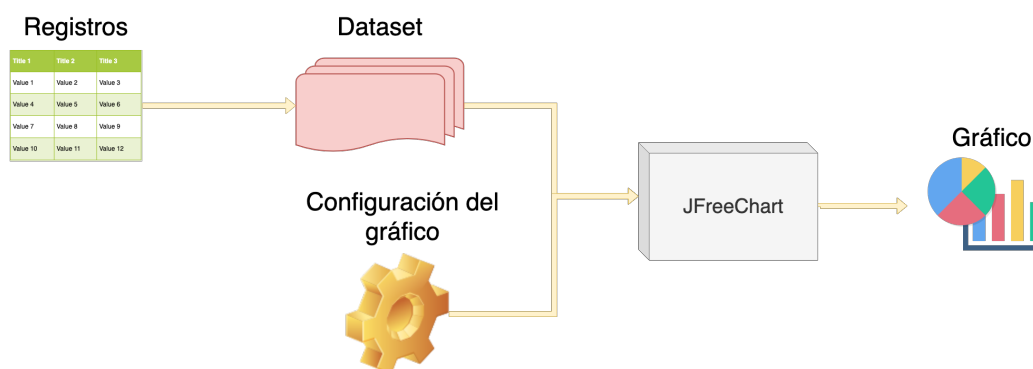 Registros
Title 1 Title 2 Title 3
Value 1 Value 2 Value 3
Value 4 Value 5 Value 6
Value 7 Value 8 Value 9
Value 10 Value 11 Value 12
Dataset
Configuración del
gráfico
JFreeChart
Gráfico